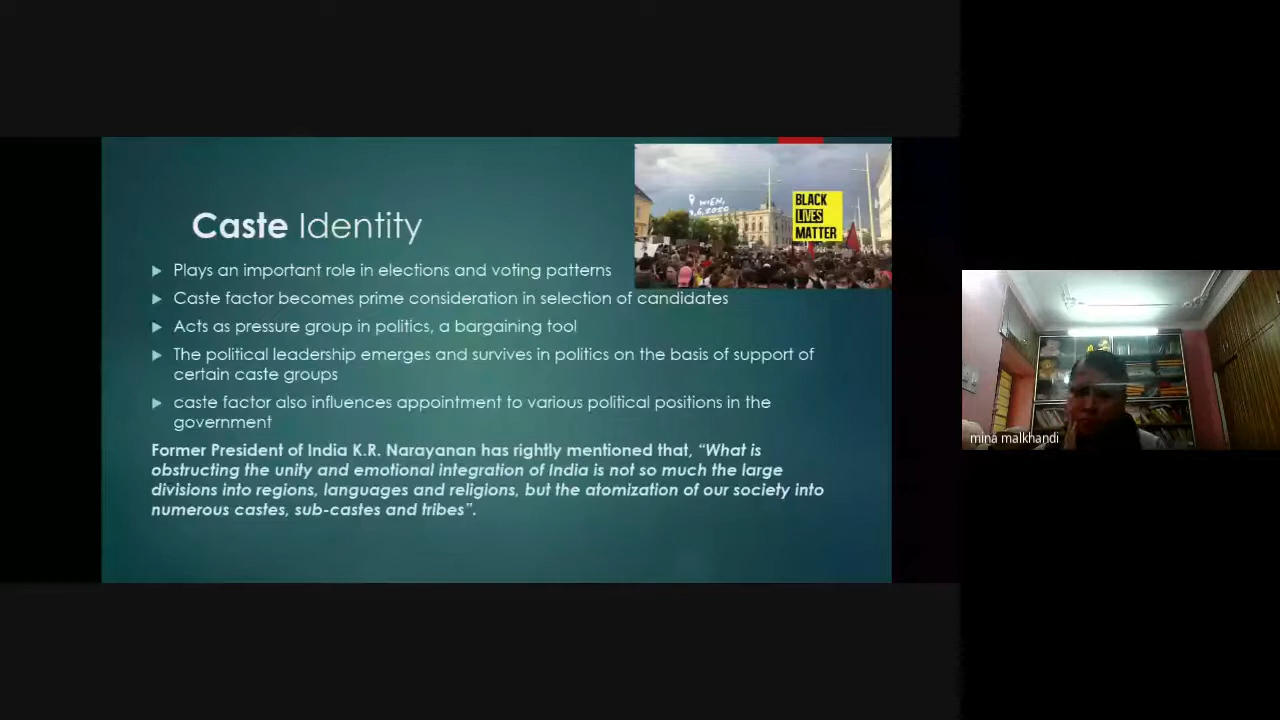 Caste Identity
Plays an important role in elections and voting patterns
Caste factor becomes prime consideration in selection of candidates
Acts as pressure group in politics, a bargaining tool
The political leadership emerges and survives in politics on the basis of support of
certain caste groups
caste factor also influences appointment to various political positions in the
government
Former President of India K.R. Narayanan has rightly mentioned that, “What is
obstructing the unity and emotional integration of India is not so much the large
divisions into regions, languages and religions, but the atomization of our society into
numerous castes, sub-castes and tribes”.
WIEN,
BLACK
LIVES
MATTER
mina malkhandi